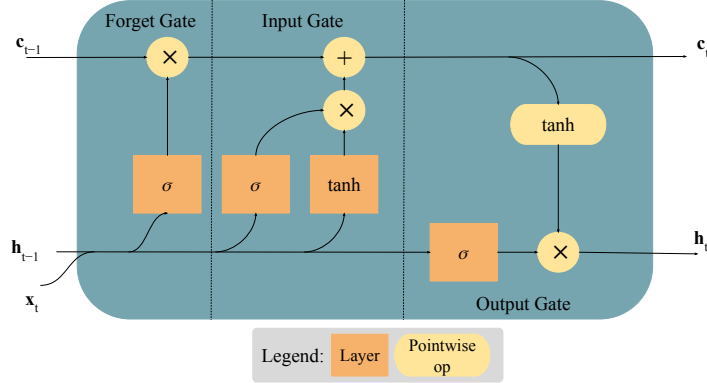 Forget Gate
Input Gate
c_{t-1}
×
+
c_t
×
tanh
σ
σ
tanh
h_{t-1}
σ
×
h_t
x_t
Output Gate
Legend:
Layer
Pointwise
op